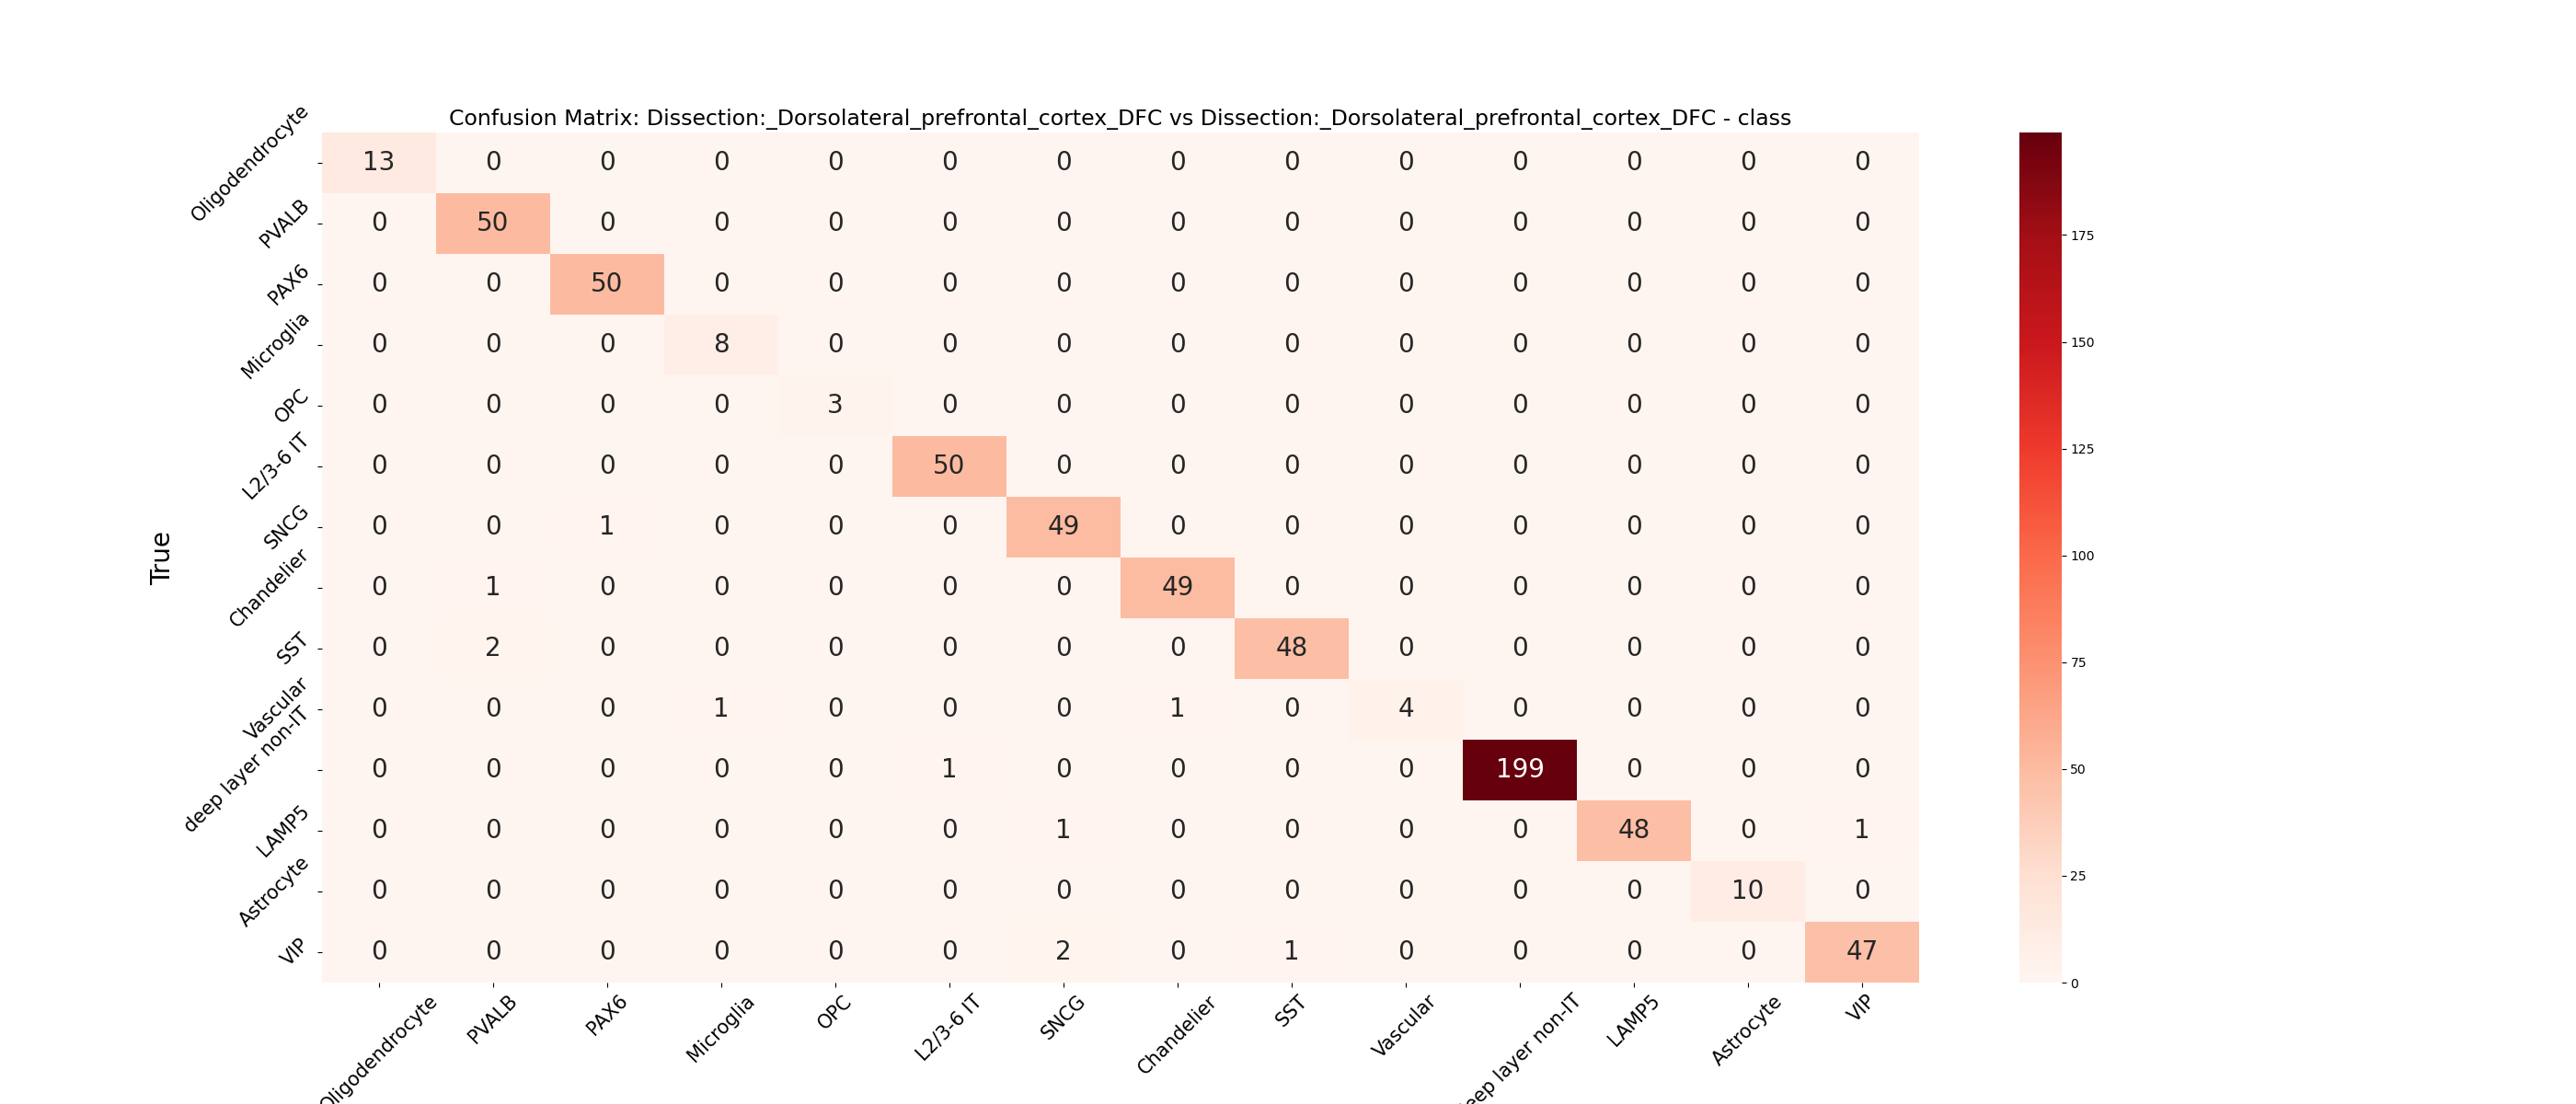 Confusion Matrix: Dissection:_Dorsolateral_prefrontal_cortex_DFC vs Dissection:_Dorsolateral_prefrontal_cortex_DFC - class
True
Oligodendrocyte 13 0 0 0 0 0 0 0 0 0 0 0 0 0
PVALB 0 50 0 0 0 0 0 0 0 0 0 0 0 0
PAX6 0 0 50 0 0 0 0 0 0 0 0 0 0 0
Microglia 0 0 0 8 0 0 0 0 0 0 0 0 0 0
OPC 0 0 0 0 3 0 0 0 0 0 0 0 0 0
L2/3-6 IT 0 0 0 0 0 50 0 0 0 0 0 0 0 0
SNCG 0 0 1 0 0 0 49 0 0 0 0 0 0 0
Chandelier 0 1 0 0 0 0 0 49 0 0 0 0 0 0
SST 0 2 0 0 0 0 0 0 48 0 0 0 0 0
Vascular 0 0 0 1 0 0 0 1 0 4 0 0 0 0
deep layer non-IT 0 0 0 0 0 1 0 0 0 0 199 0 0 0
LAMP5 0 0 0 0 0 0 1 0 0 0 0 48 0 1
Astrocyte 0 0 0 0 0 0 0 0 0 0 0 0 10 0
VIP 0 0 0 0 0 0 2 0 1 0 0 0 0 47
Oligodendrocyte PVALB PAX6 Microglia OPC L2/3-6 IT SNCG Chandelier SST Vascular eep layer non-IT LAMP5 Astrocyte VIP
175
150
125
100
75
50
25
0